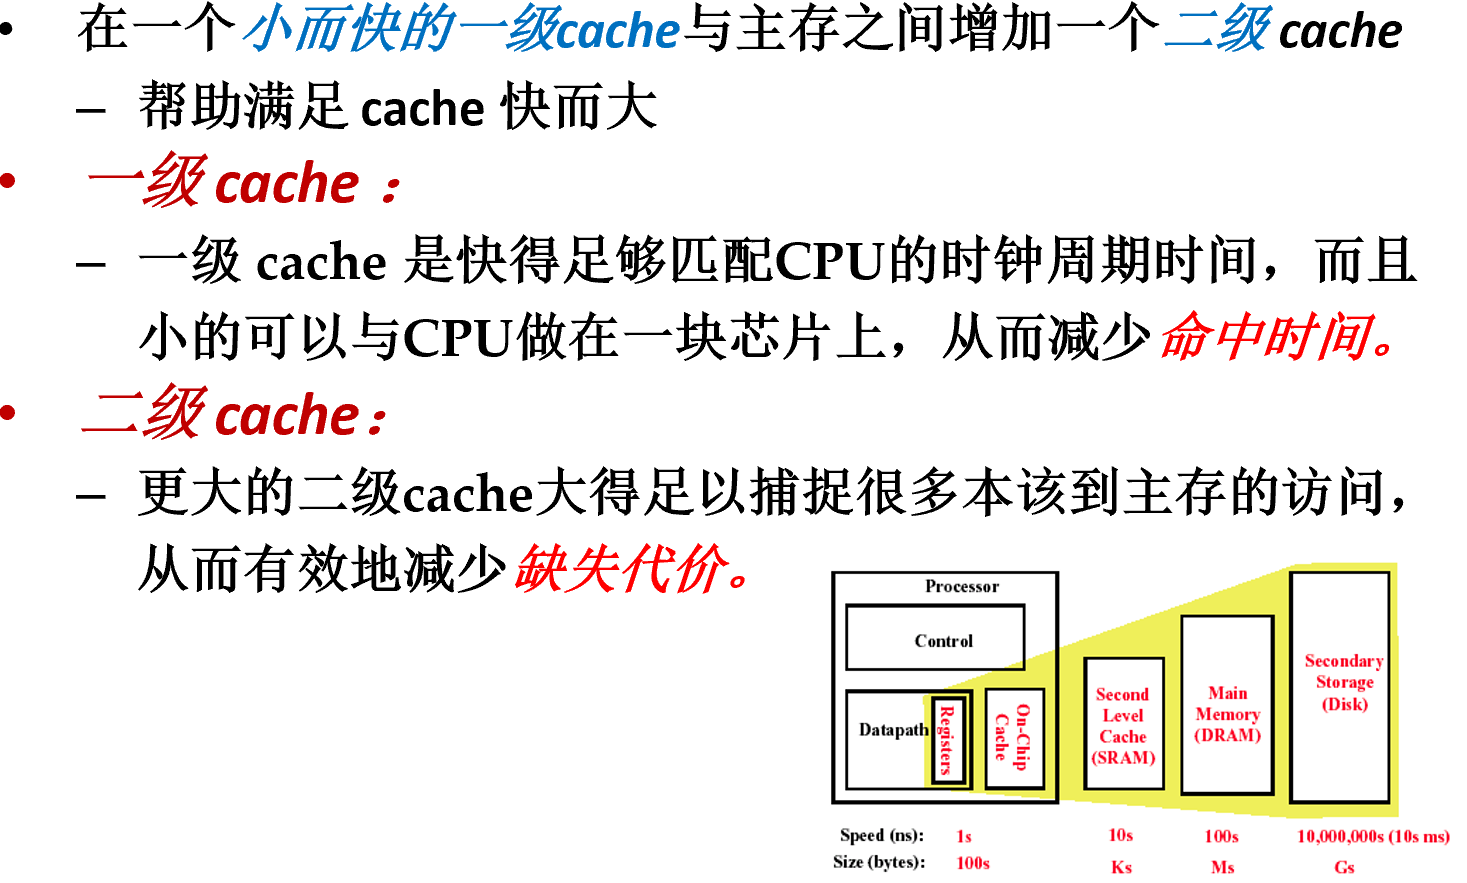 • 在一个小而快的一级cache与主存之间增加一个二级 cache
– 帮助满足 cache 快而大
• 一级 cache：
– 一级 cache 是快得足够匹配CPU的时钟周期时间，而且
小的可以与CPU做在一块芯片上，从而减少命中时间。
• 二级 cache：
– 更大的二级cache大得足以捕捉很多本该到主存的访问，
从而有效地减少缺失代价。
Processor
Control
Datapath
Registers
On-Chip
Cache
Second
Level
Cache
(SRAM)
Main
Memory
(DRAM)
Secondary
Storage
(Disk)
Speed (ns): 1s 10s 100s 10,000,000s (10s ms)
Size (bytes): 100s Ks Ms Gs